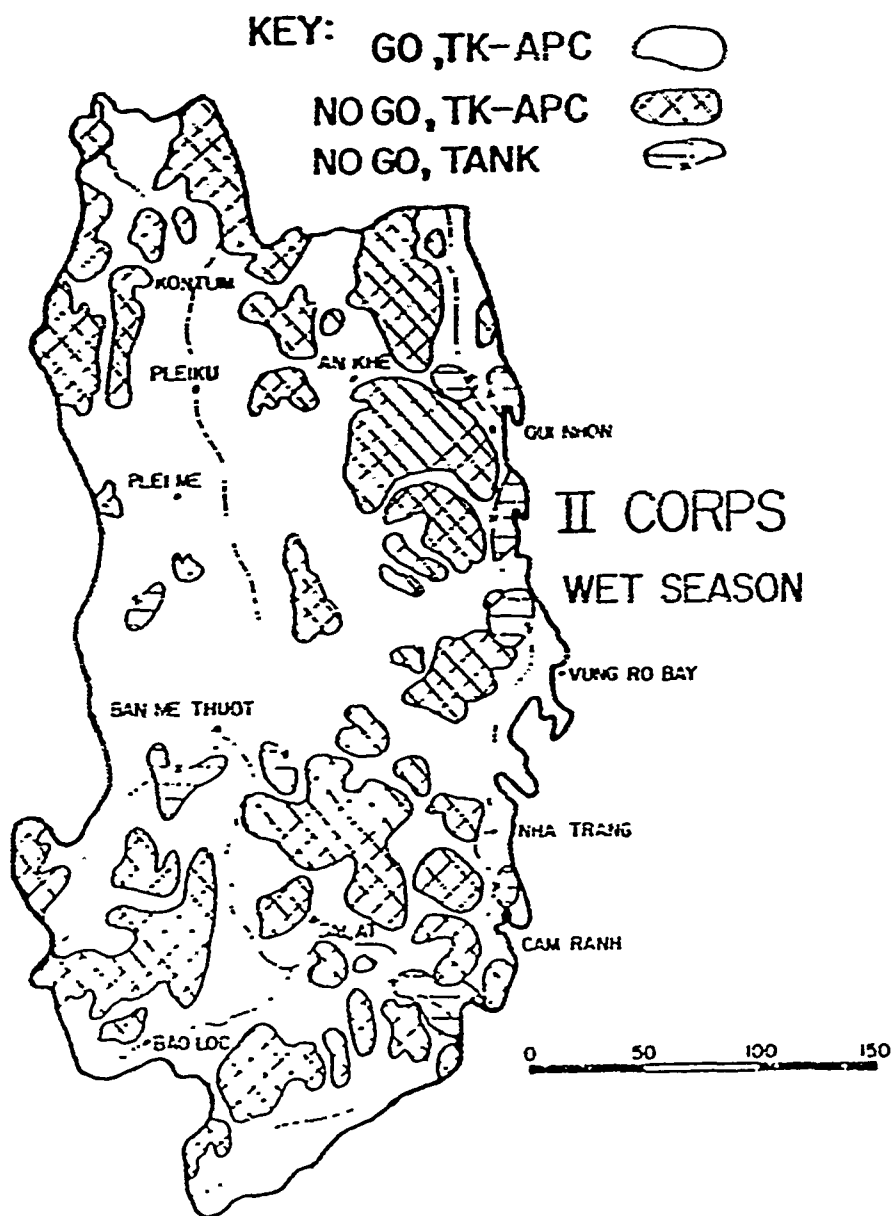 KEY:
GO, TK-APC
NO GO, TK-APC
NO GO, TANK
KONTUM
PLEIKU
AN KHE
QUI NHON
PLEI ME
II CORPS
WET SEASON
VUNG RO BAY
BAN ME THUOT
NHA TRANG
CAM RANH
BAO LOC
0 50 100 150